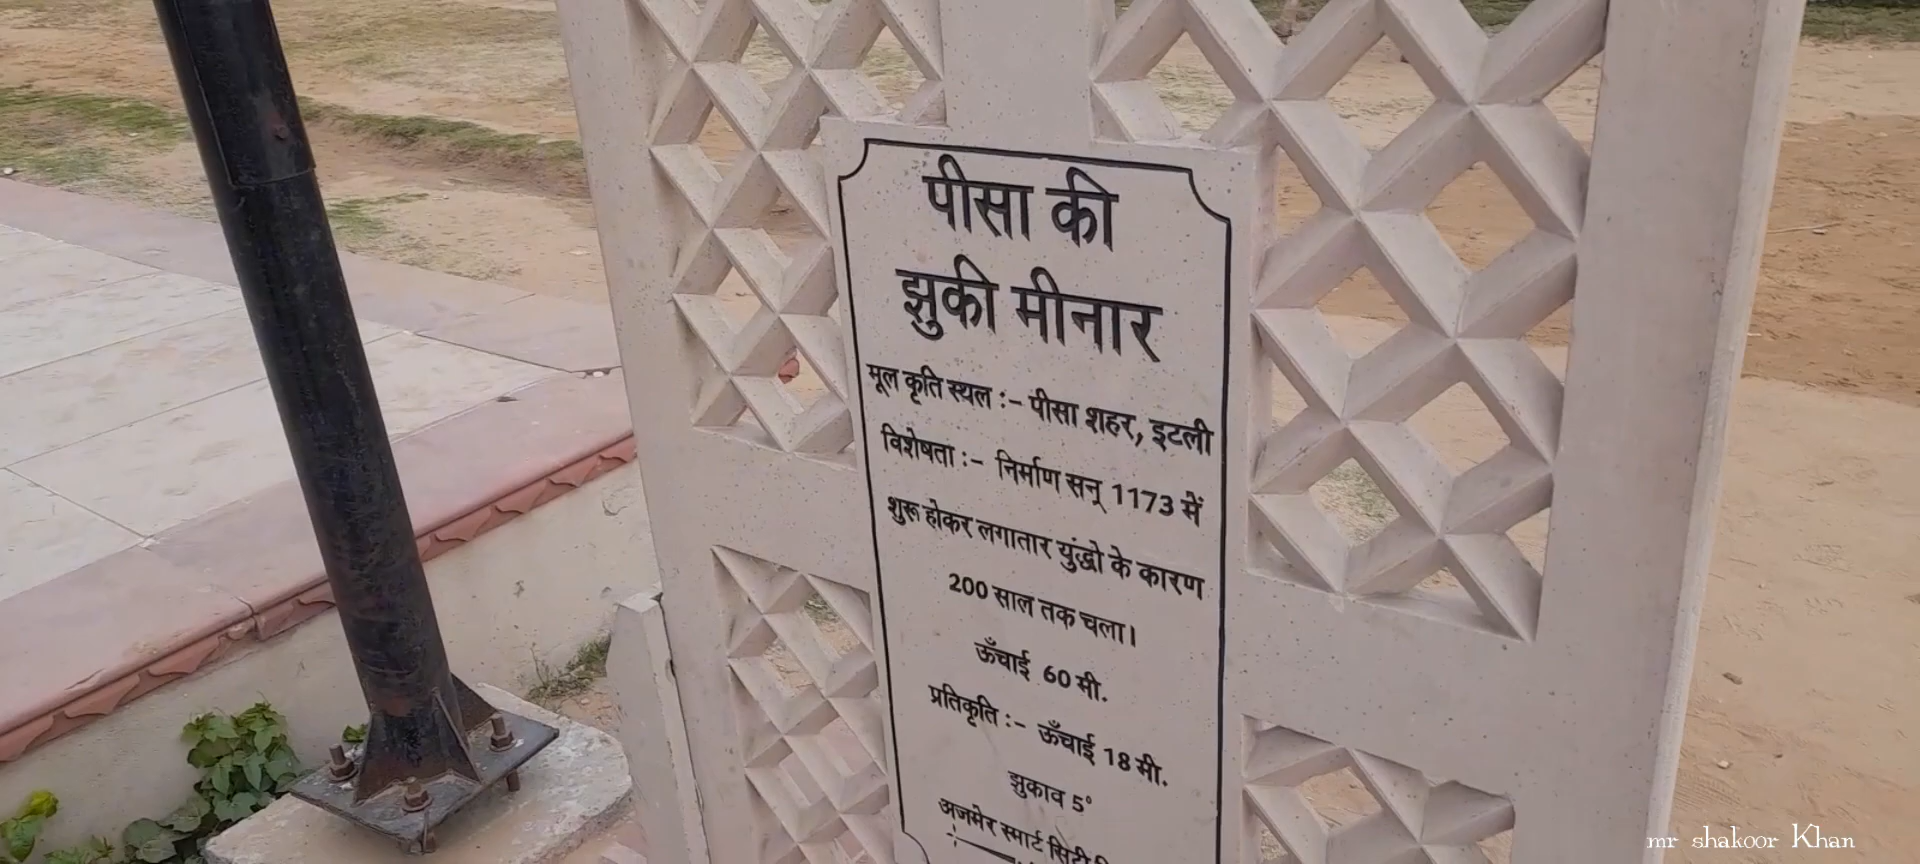 पीसा की
झुकी मीनार
मूल कृति स्थल :- पीसा शहर, इटली
विशेषता :- निर्माण सन् 1173 में
शुरू होकर लगातार युंद्धो के कारण
200 साल तक चला।
ऊँचाई 60 मी.
प्रतिकृति :- ऊँचाई 18 मी.
झुकाव 5°
अजमेर स्मार्ट सिटी
mr shakoor Khan